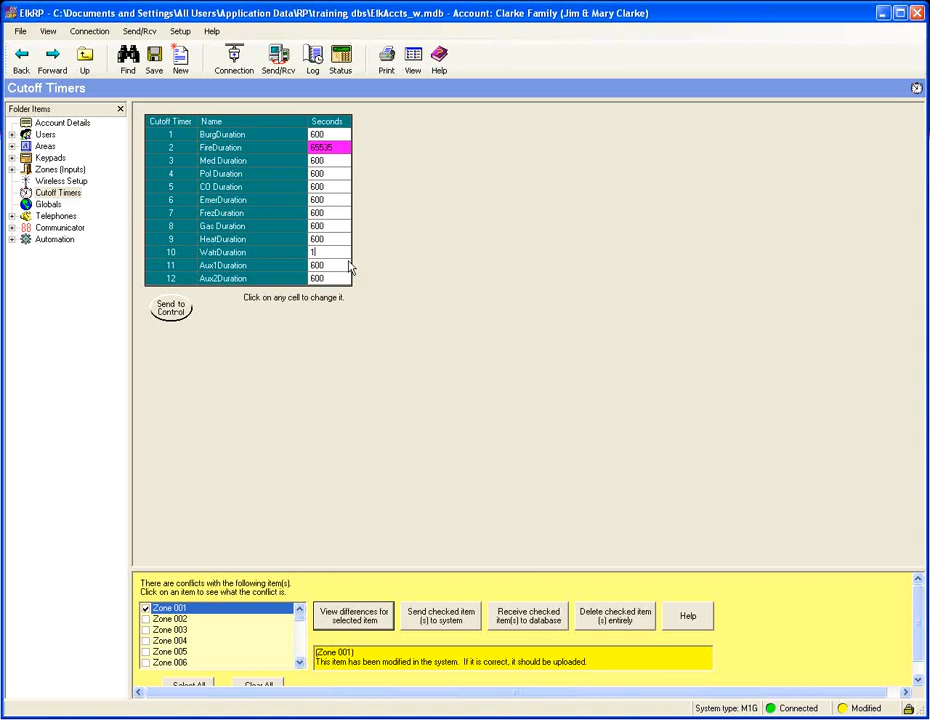 ElkRP - C:\Documents and Settings\All Users\Application Data\RP\training dbs\ElkAccts_w.mdb - Account: Clarke Family (Jim & Mary Clarke)
File View Connection Send/Rcv Setup Help
Back Forward Up Find Save New Connection Send/Rcv Log Status Print View Help
Cutoff Timers
Folder Items
Account Details
Users
Areas
Keypads
Zones (Inputs)
Wireless Setup
Cutoff Timers
Globals
Telephones
Communicator
Automation
Cutoff Timer Name Seconds
1 BurgDuration 600
2 FireDuration 65535
3 Med Duration 600
4 Pol Duration 600
5 CO Duration 600
6 EmerDuration 600
7 FrezDuration 600
8 Gas Duration 600
9 HeatDuration 600
10 WatrDuration 1
11 Aux1Duration 600
12 Aux2Duration 600
Send to
Control
Click on any cell to change it.
There are conflicts with the following item(s).
Click on an item to see what the conflict is.
Zone 001
Zone 002
Zone 003
Zone 004
Zone 005
Zone 006
Select All Clear All
View differences for
selected item
Send checked item
(s) to system
Receive checked
item(s) to database
Delete checked item
(s) entirely
Help
(Zone 001)
This item has been modified in the system. If it is correct, it should be uploaded.
System type: M1G Connected Modified